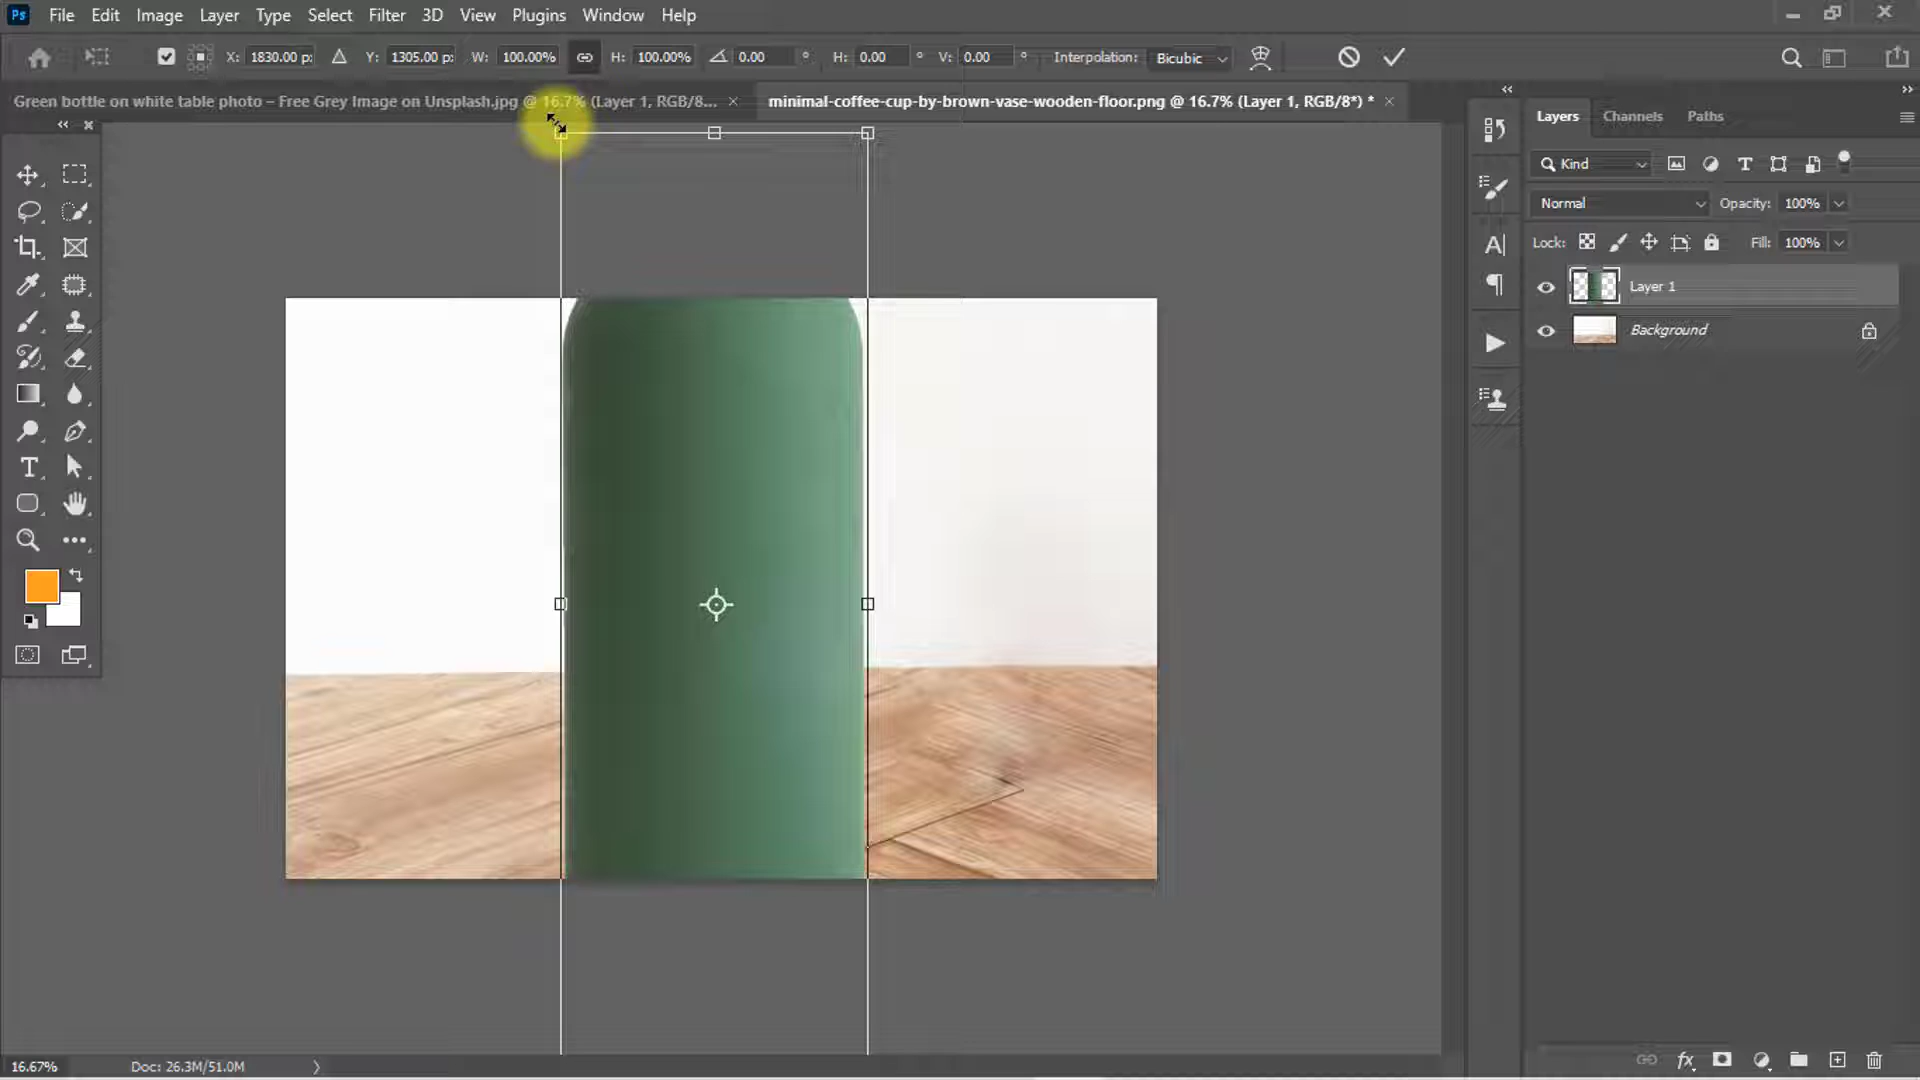 Ps File Edit Image Layer Type Select Filter 3D View Plugins Window Help
X: 1830.00 p: Y: 1305.00 p: W: 100.00% H: 100.00% 0.00 ° H: 0.00 ° V: 0.00 ° Interpolation: Bicubic
Green bottle on white table photo – Free Grey Image on Unsplash.jpg @ 16.7% (Layer 1, RGB/8... × minimal-coffee-cup-by-brown-vase-wooden-floor.png @ 16.7% (Layer 1, RGB/8*) * ×
Layers Channels Paths
Kind
Normal Opacity: 100%
Lock: Fill: 100%
Layer 1
Background
16.67% Doc: 26.3M/51.0M